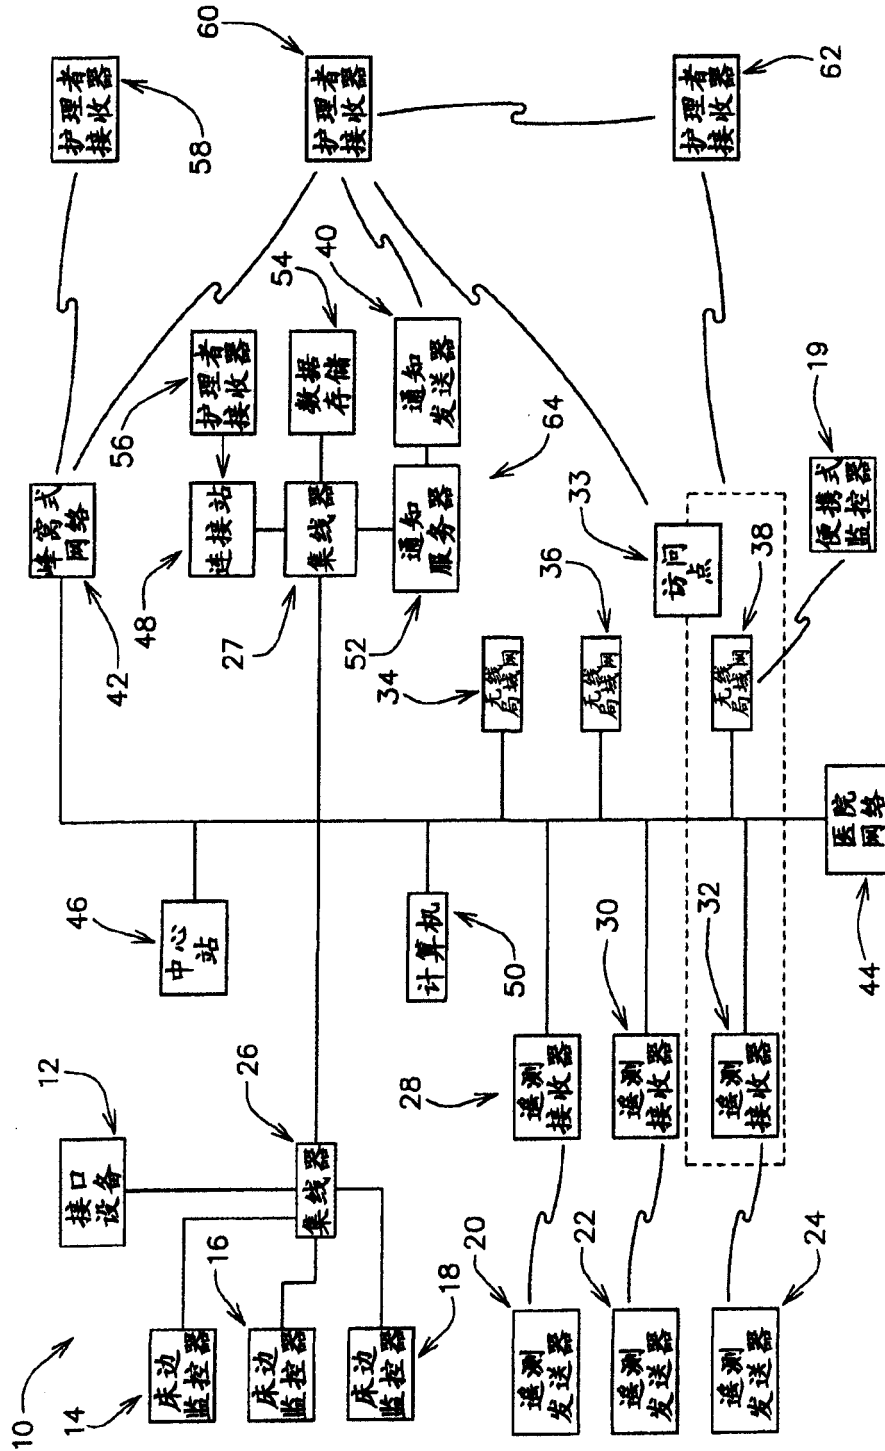 10
14
床边
监控器
16
床边
监控器
18
床边
监控器
12
接口
设备
26
集线器
46
中心
站
42
峰窝式
网络
58
护理者
接收器
48
连接站
56
护理者
接收器
27
集线器
54
数据
存储
60
护理者
接收器
52
通知
服务器
40
通知
发送器
64
50
计算机
20
遥测
发送器
28
遥测
接收器
34
无线
局域网
22
遥测
发送器
30
遥测
接收器
36
无线
局域网
33
访问
点
62
护理者
接收器
24
遥测
发送器
32
遥测
接收器
38
无线
局域网
19
便携式
监控器
44
医院
网络